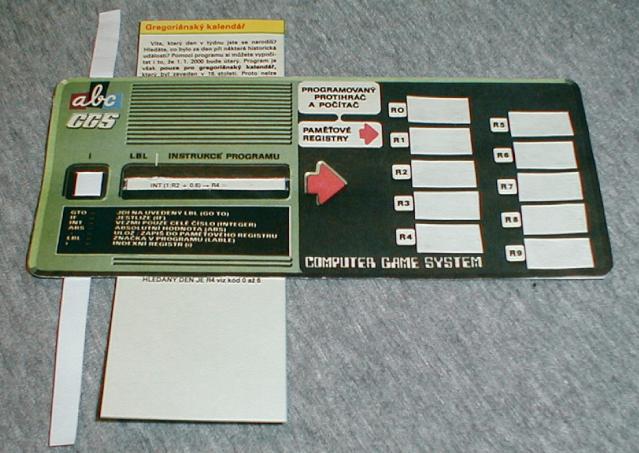 Gregoriánský kalendář
Víte, který den v týdnu jste se narodili?
Hledáte, co bylo za den při některá historická
události? Pomocí programu si můžete vypočí-
tat i to, že 1. 1. 2000 bude úterý. Program je
však pouze pro gregoriánský kalendář,
který byl zaveden v 16. století. Proto nelze
abc
CGS
I
LBL
INSTRUKCE PROGRAMU
INT (1:R2 + 0,6) → R4
GTO
JDI NA UVEDENÝ LBL (GO TO)
IF
JESTLIŽE (IF)
INT
VEZMI POUZE CELÉ ČÍSLO (INTEGER)
ABS
ABSOLUTNÍ HODNOTA (ABS)
ULOŽ - ZAPIŠ DO PAMĚŤOVÉHO REGISTRU
LBL
ZNAČKA V PROGRAMU (LABLE)
INDEXNÍ REGISTR (i)
HLEDANÝ DEN JE R4 viz kód 0 až 6
PROGRAMOVANÝ
PROTIHRÁČ
A POČÍTAČ
PAMĚŤOVÉ
REGISTRY
R0
R1
R2
R3
R4
R5
R6
R7
R8
R9
COMPUTER GAME SYSTEM